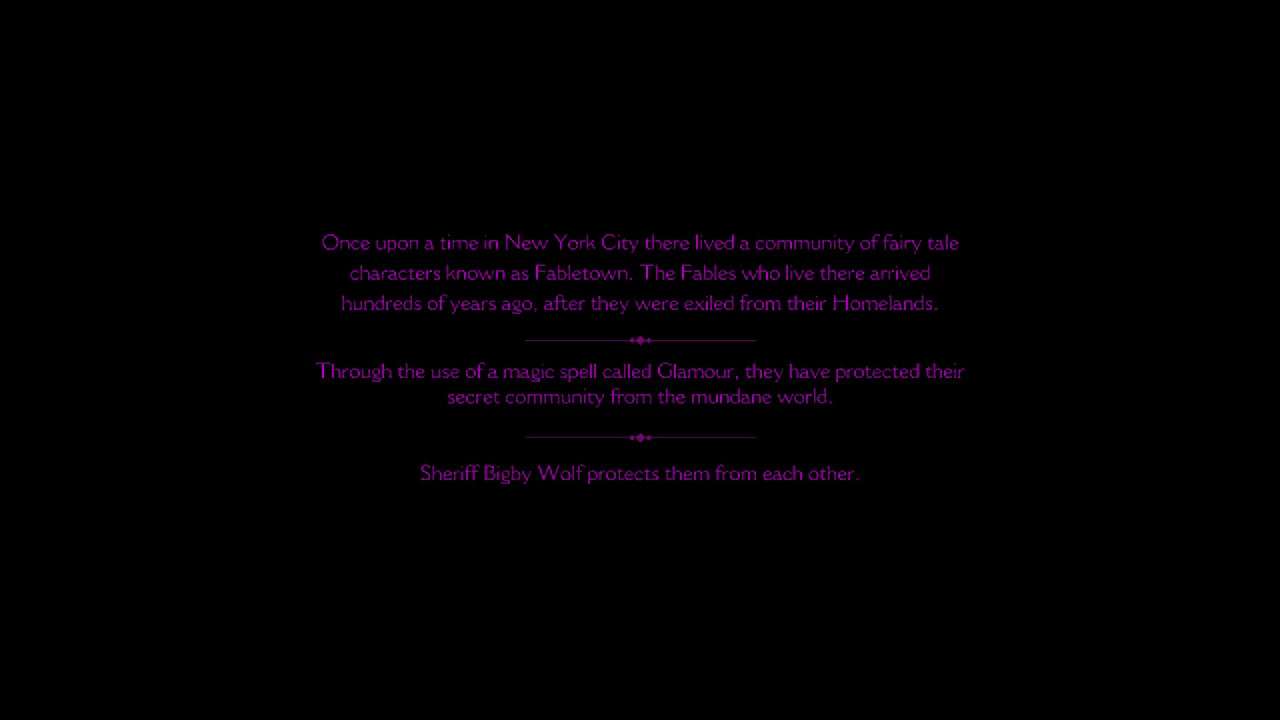 Once upon a time in New York City there lived a community of fairy tale
characters known as Fabletown. The Fables who live there arrived
hundreds of years ago, after they were exiled from their Homelands.
Through the use of a magic spell called Glamour, they have protected their
secret community from the mundane world.
Sheriff Bigby Wolf protects them from each other.